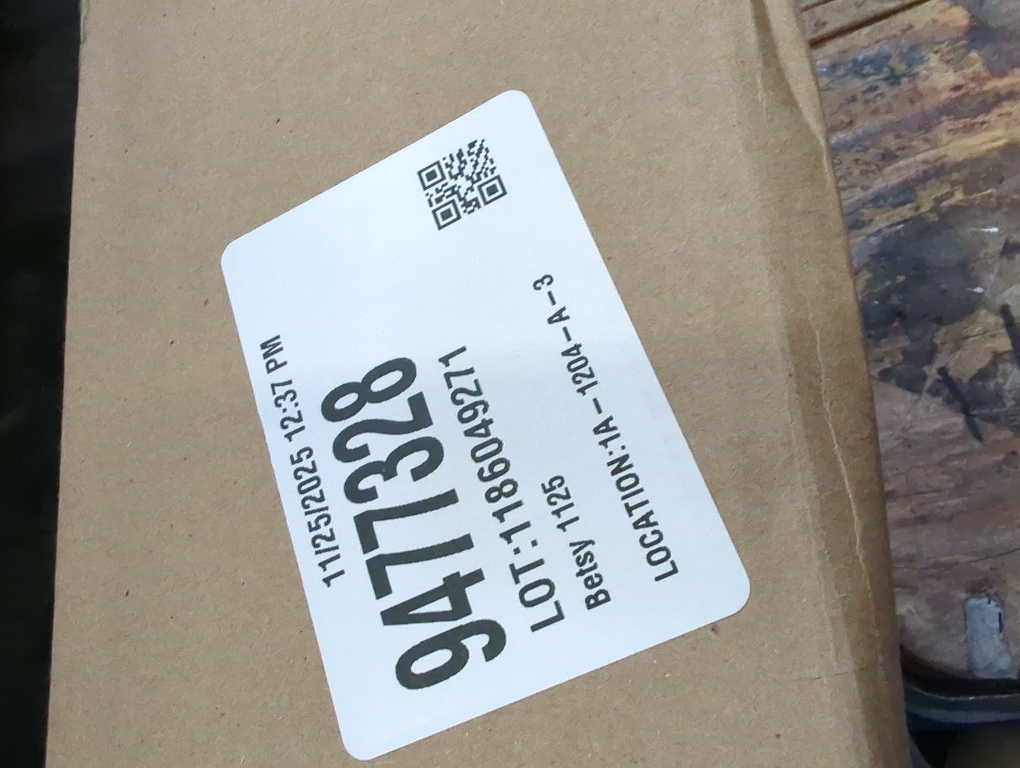 11/25/2025 12:37 PM
9477328
LOT:1186049271
Betsy 1125
LOCATION:1A-1204-A-3